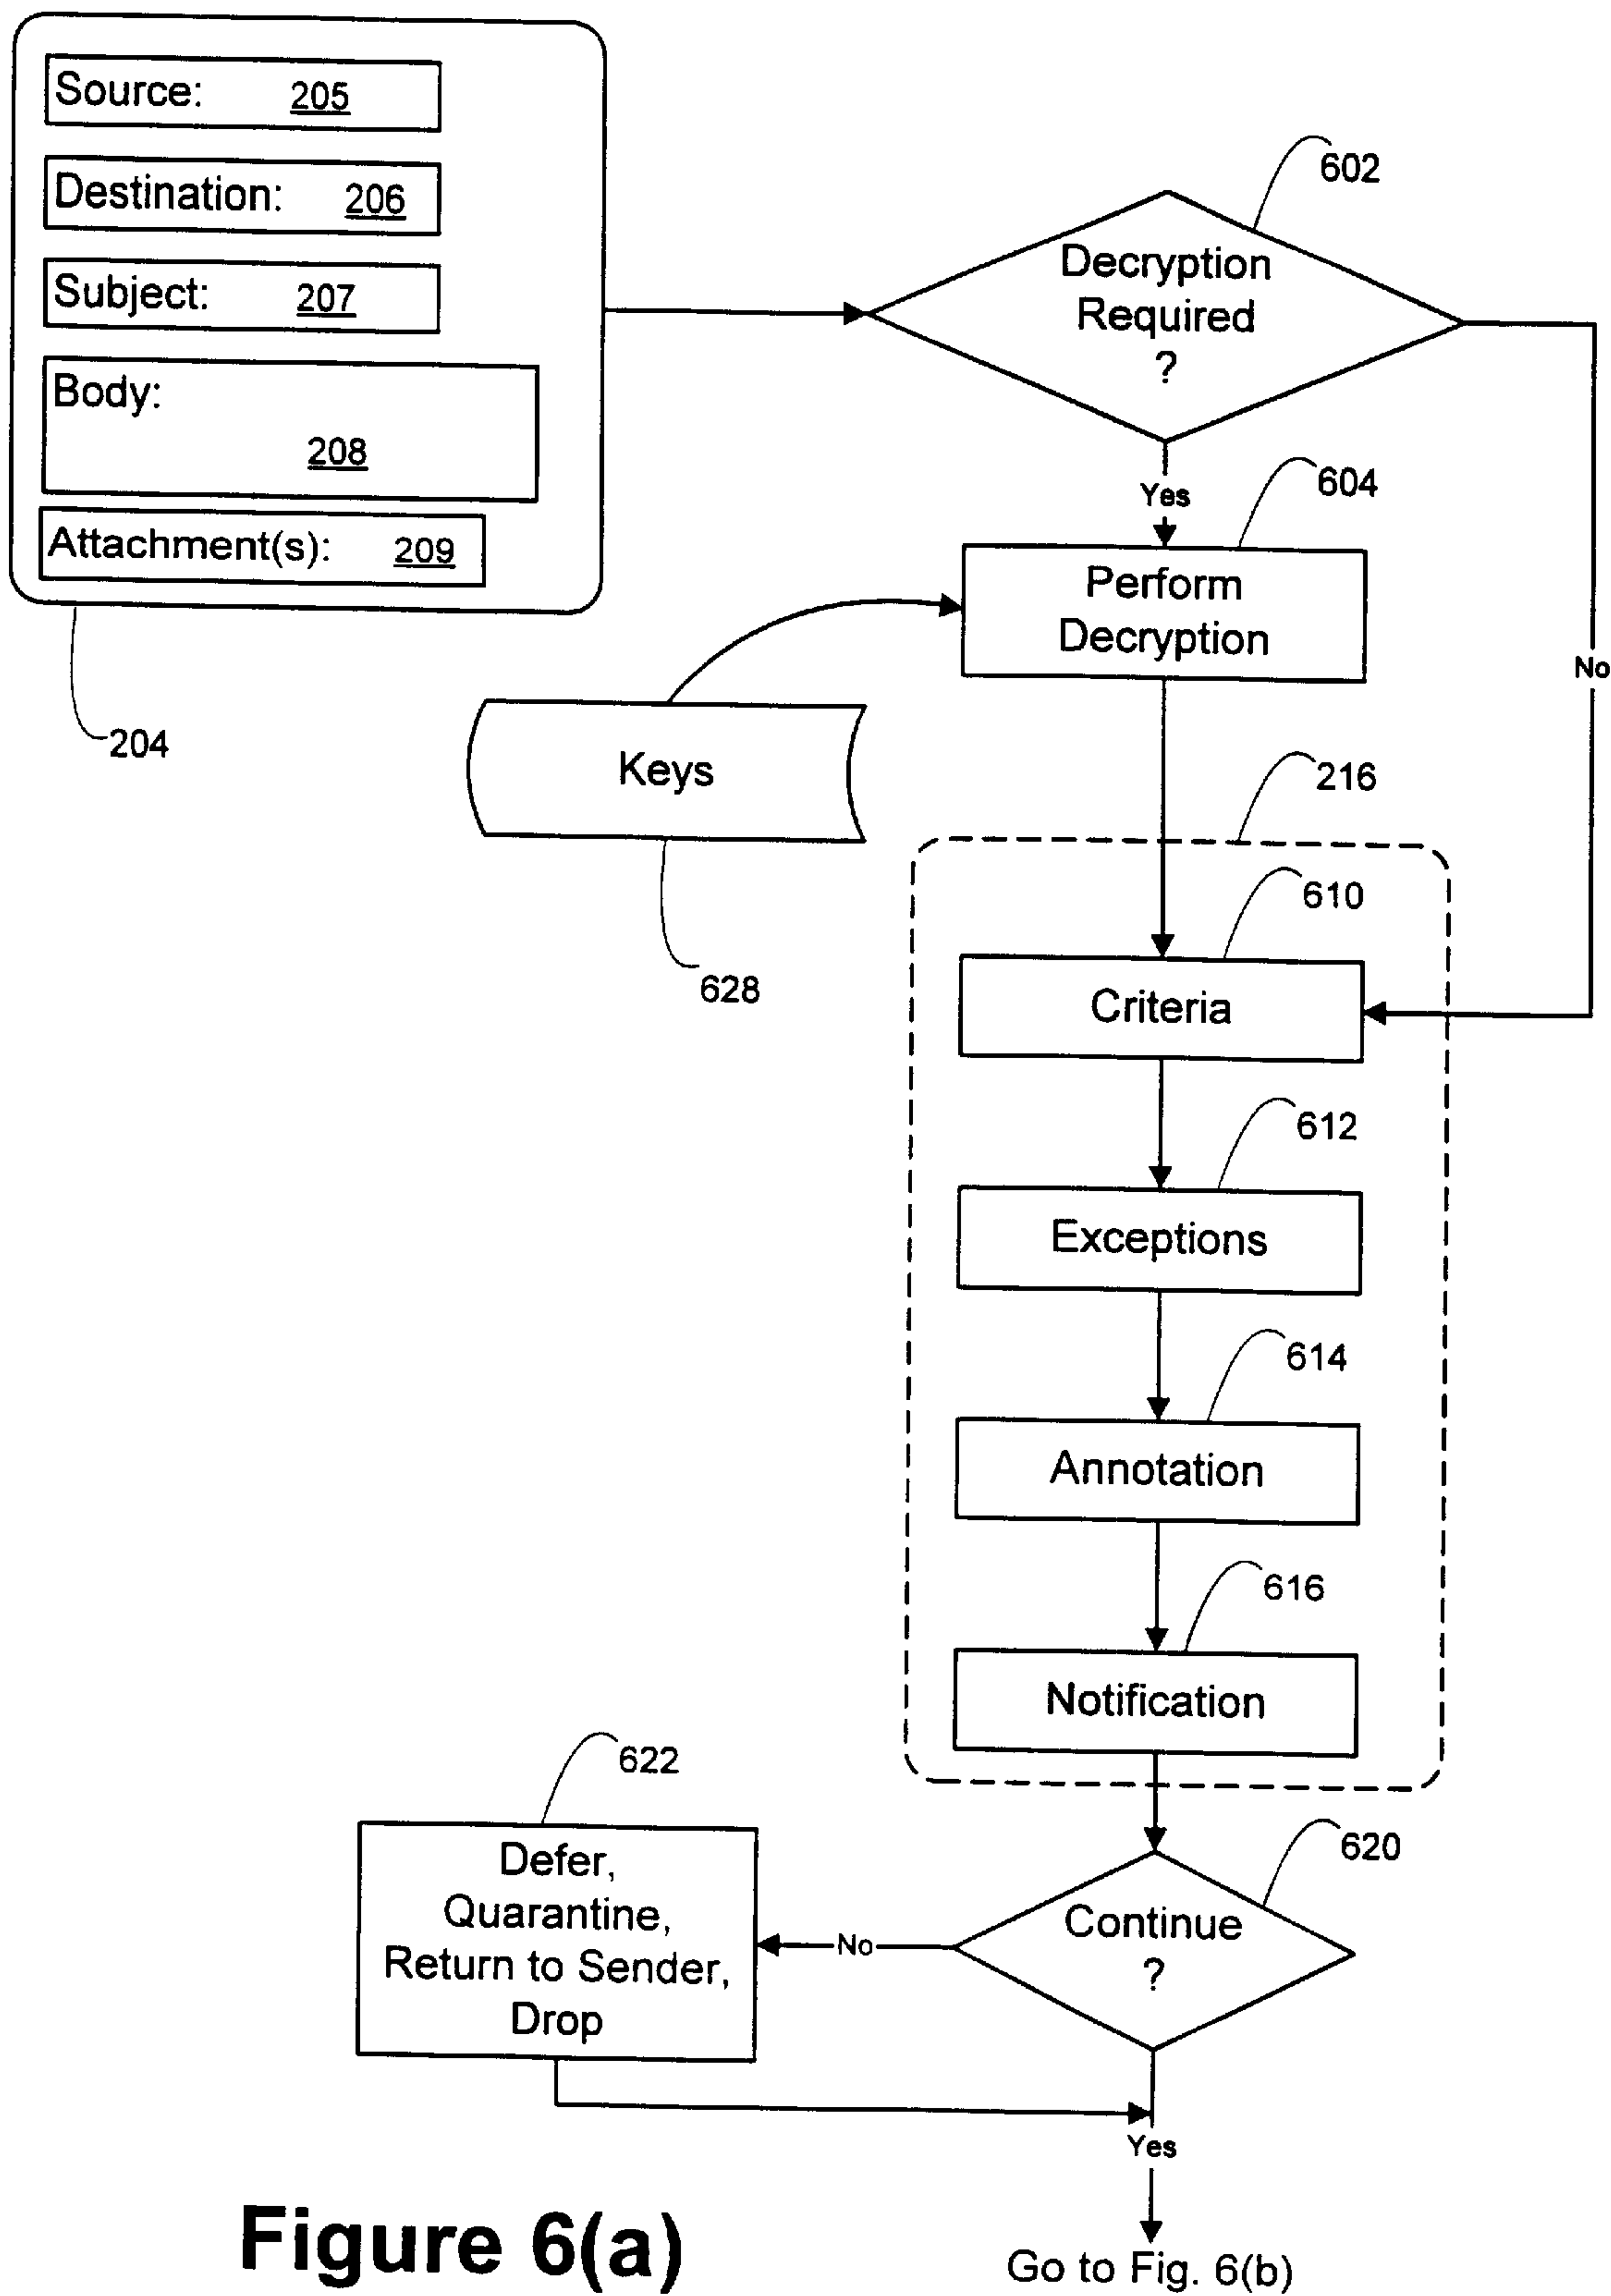 Source: 205
Destination: 206
Subject: 207
Body:
208
Attachment(s): 209
204
602
Decryption
Required
?
Yes
No
604
Perform
Decryption
Keys
628
216
610
Criteria
612
Exceptions
614
Annotation
616
Notification
622
Defer,
Quarantine,
Return to Sender,
Drop
620
Continue
?
No
Yes
Go to Fig. 6(b)
Figure 6(a)